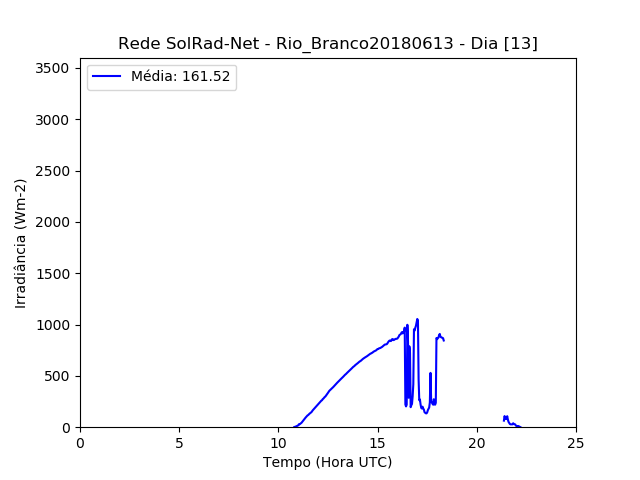 Rede SolRad-Net - Rio_Branco20180613 - Dia [13]
Média: 161.52
Irradiância (Wm-2)
3500
3000
2500
2000
1500
1000
500
0
0 5 10 15 20 25
Tempo (Hora UTC)